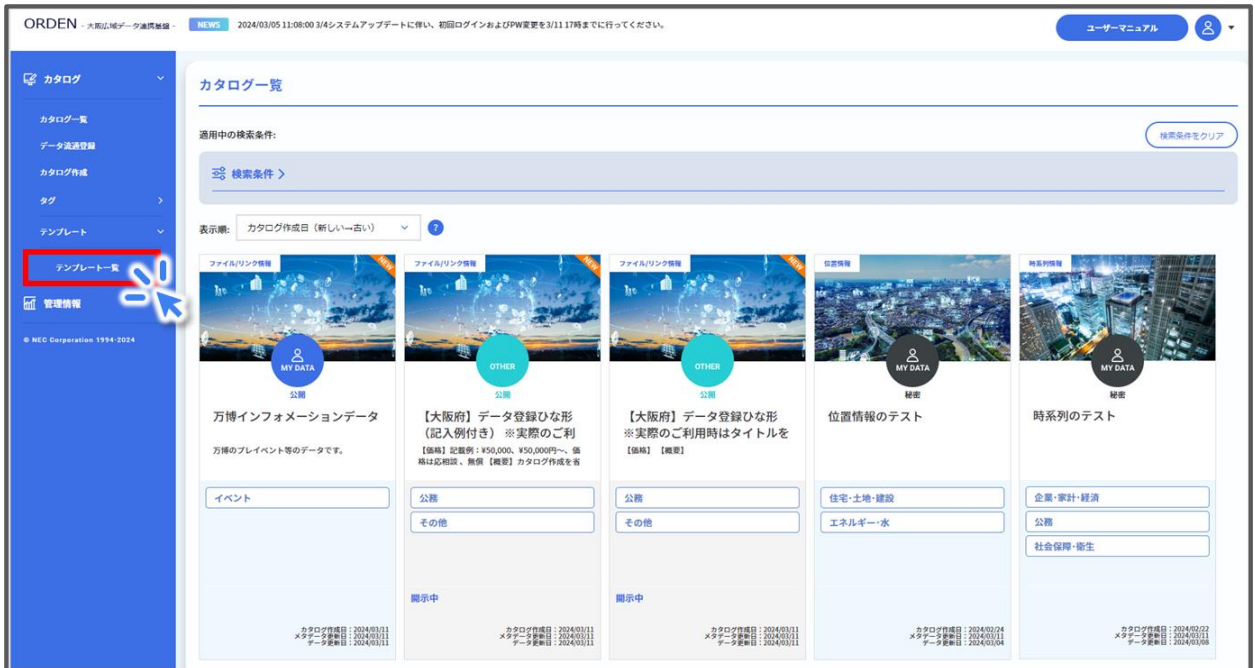 ORDEN - 大阪広域データ連携基盤 -
NEWS 2024/03/05 11:08:00 3/4システムアップデートに伴い、初回ログインおよびPW変更を3/11 17時までに行ってください。
ユーザーマニュアル
カタログ
カタログ一覧
データ流通登録
カタログ作成
タグ
テンプレート
テンプレート一覧
管理情報
© NEC Corporation 1994-2024
カタログ一覧
適用中の検索条件:
検索条件をクリア
検索条件
表示順: カタログ作成日（新しい→古い） ?
ファイル/リンク情報
NEW
MY DATA
公開
万博インフォメーションデータ
万博のプレイベント等のデータです。
イベント
カタログ作成日：2024/03/11
メタデータ更新日：2024/03/11
データ更新日：2024/03/11
ファイル/リンク情報
NEW
OTHER
公開
【大阪府】データ登録ひな形
（記入例付き） ※実際のご利
【価格】記載例：¥50,000、¥50,000円〜、価
格は応相談 、無償 【概要】カタログ作成を省
公務
その他
開示中
カタログ作成日：2024/03/11
メタデータ更新日：2024/03/11
データ更新日：2024/03/11
ファイル/リンク情報
NEW
OTHER
公開
【大阪府】データ登録ひな形
※実際のご利用時はタイトルを
【価格】 【概要】
公務
その他
開示中
カタログ作成日：2024/03/11
メタデータ更新日：2024/03/11
データ更新日：2024/03/11
位置情報
MY DATA
秘密
位置情報のテスト
住宅･土地･建設
エネルギー･水
カタログ作成日：2024/02/24
メタデータ更新日：2024/03/11
データ更新日：2024/03/04
時系列情報
MY DATA
秘密
時系列のテスト
企業･家計･経済
公務
社会保障･衛生
カタログ作成日：2024/02/22
メタデータ更新日：2024/03/11
データ更新日：2024/03/08